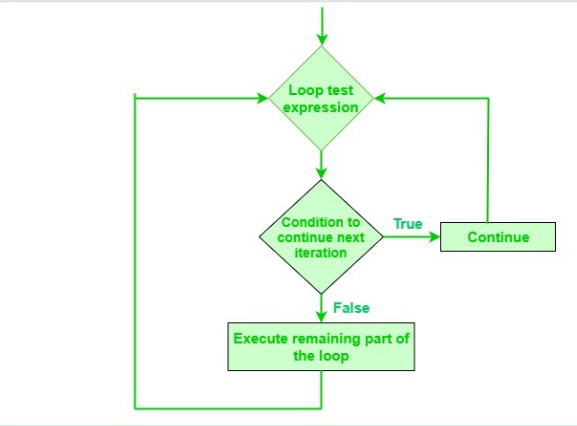 Loop test
expression
Condition to
continue next
iteration
True
Continue
False
Execute remaining part of
the loop